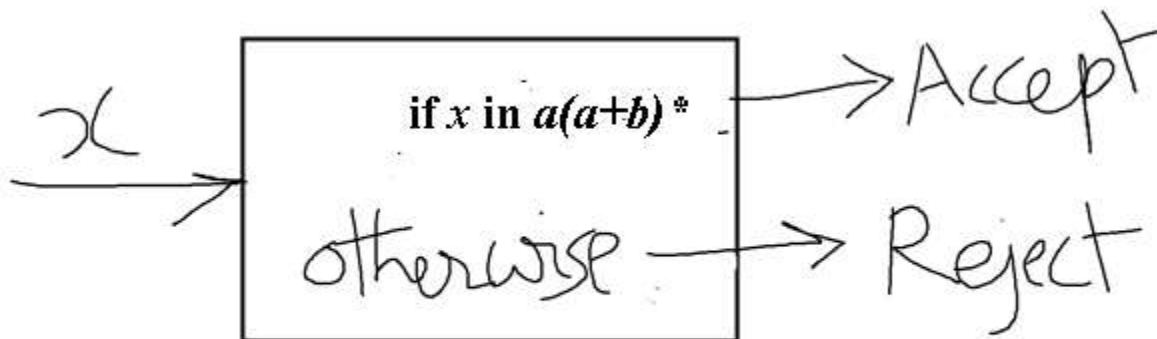 x
if x in a(a+b)*
Accept
otherwise
Reject